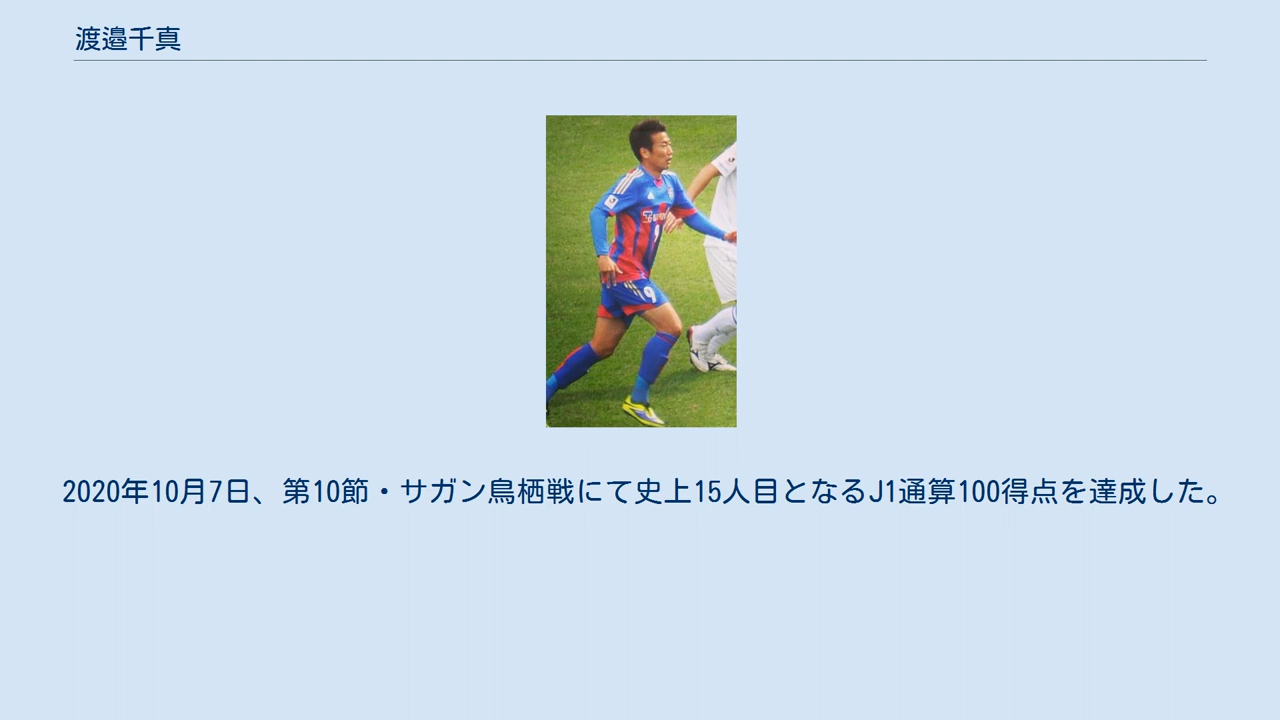 渡邉千真
2020年10月7日、第10節・サガン鳥栖戦にて史上15人目となるJ1通算100得点を達成した。
9